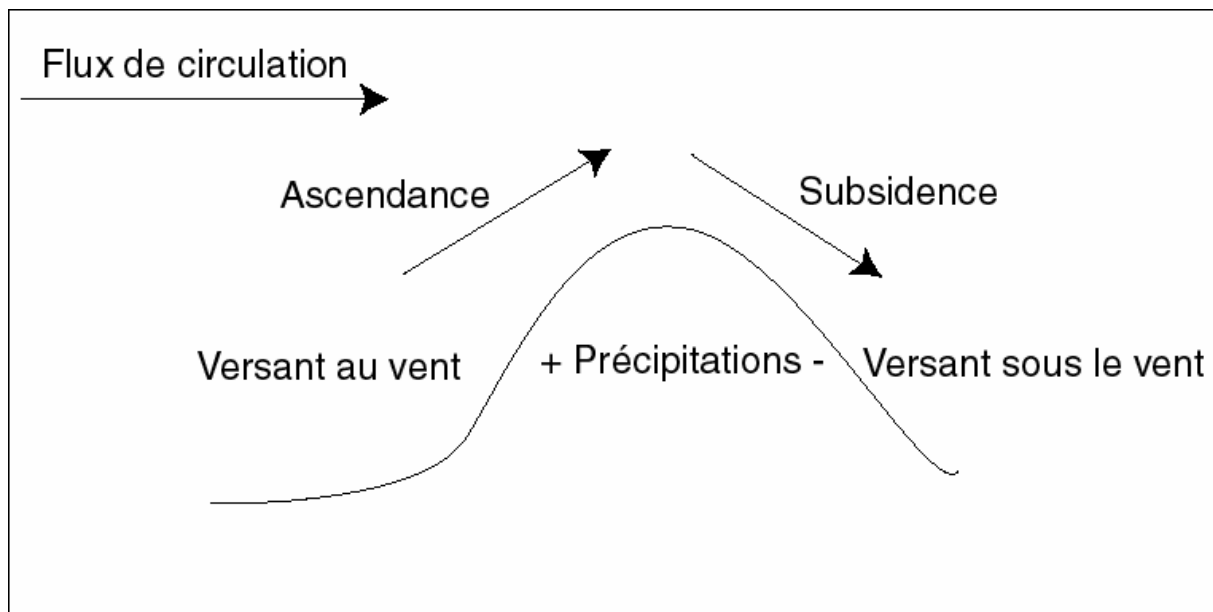 Flux de circulation
Ascendance
Subsidence
Versant au vent
+ Précipitations -
Versant sous le vent